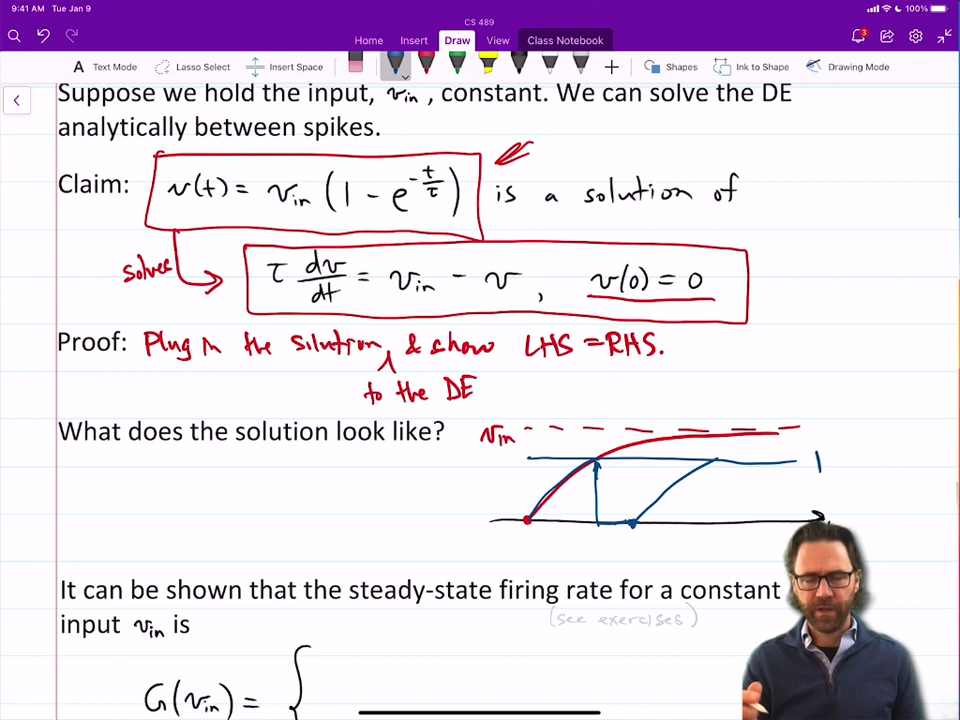 9:41 AM Tue Jan 9 100%
CS 489
Home Insert Draw View Class Notebook 3
A Text Mode Lasso Select Insert Space Shapes Ink to Shape Drawing Mode
Suppose we hold the input, v_in, constant. We can solve the DE
analytically between spikes.
Claim: v(t) = v_in (1 - e^{-t/τ}) is a solution of
solves τ dv/dt = v_in - v, v(0) = 0
Proof: Plug in the solution ^ & show LHS = RHS.
to the DE
What does the solution look like? v_in
1
It can be shown that the steady-state firing rate for a constant
input v_in is (see exercises)
G(v_in) = {